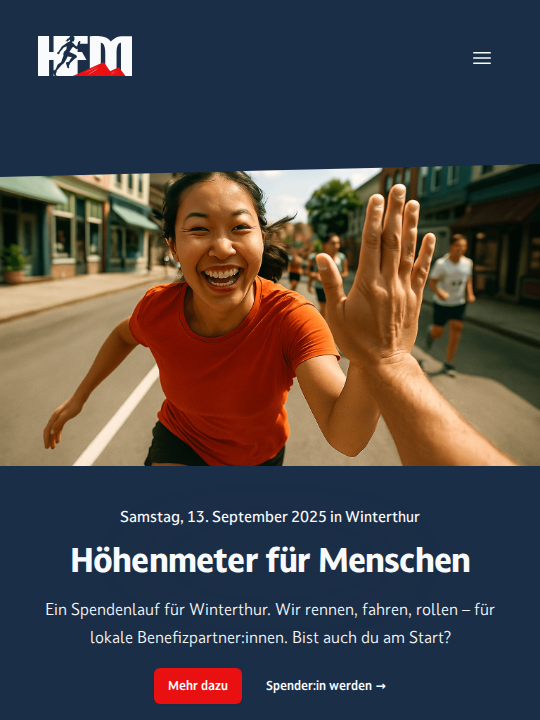 HFM
Samstag, 13. September 2025 in Winterthur
Höhenmeter für Menschen
Ein Spendenlauf für Winterthur. Wir rennen, fahren, rollen – für
lokale Benefizpartner:innen. Bist auch du am Start?
Mehr dazu
Spender:in werden →